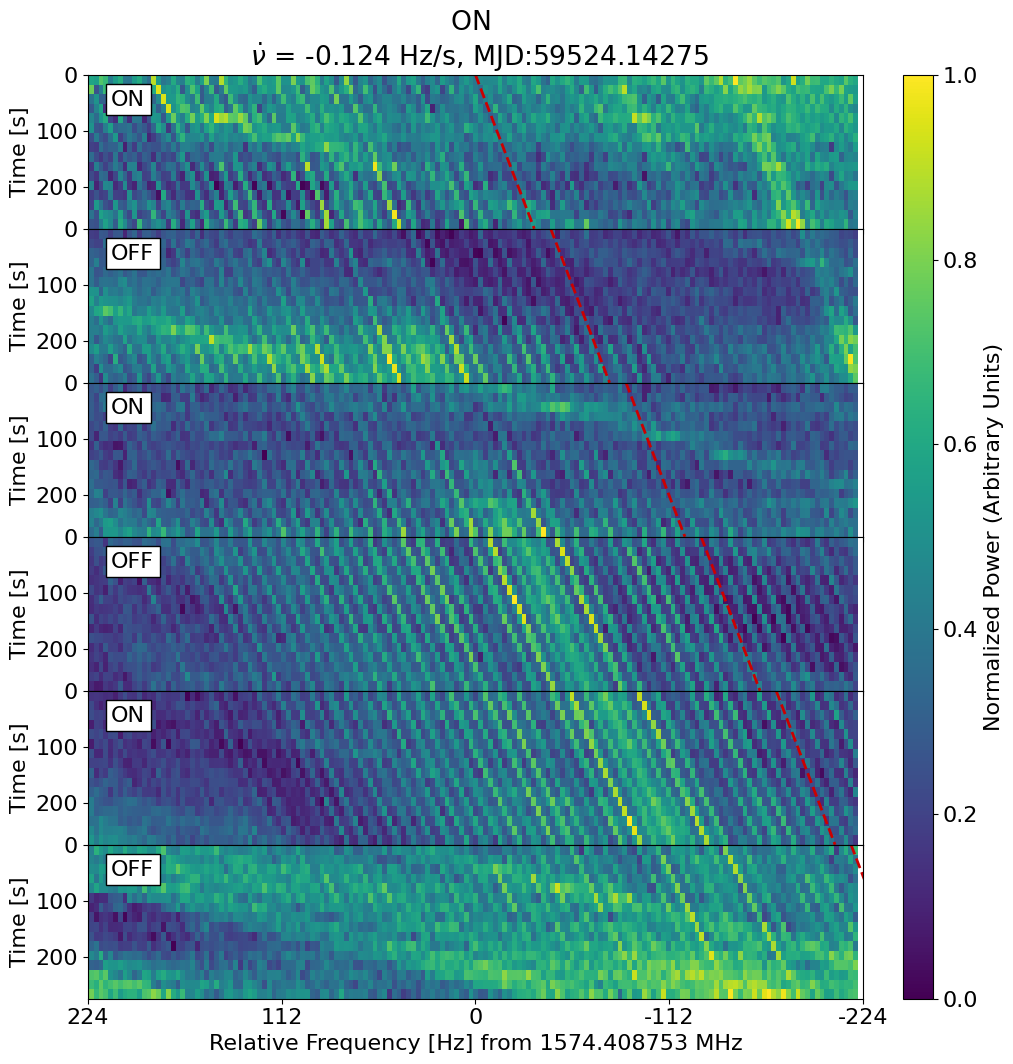 ON
ν̇ = -0.124 Hz/s, MJD:59524.14275
0
100
200
Time [s]
ON
0
100
200
Time [s]
OFF
0
100
200
Time [s]
ON
0
100
200
Time [s]
OFF
0
100
200
Time [s]
ON
0
100
200
Time [s]
OFF
224 112 0 -112 -224
Relative Frequency [Hz] from 1574.408753 MHz
1.0
0.8
0.6
0.4
0.2
0.0
Normalized Power (Arbitrary Units)